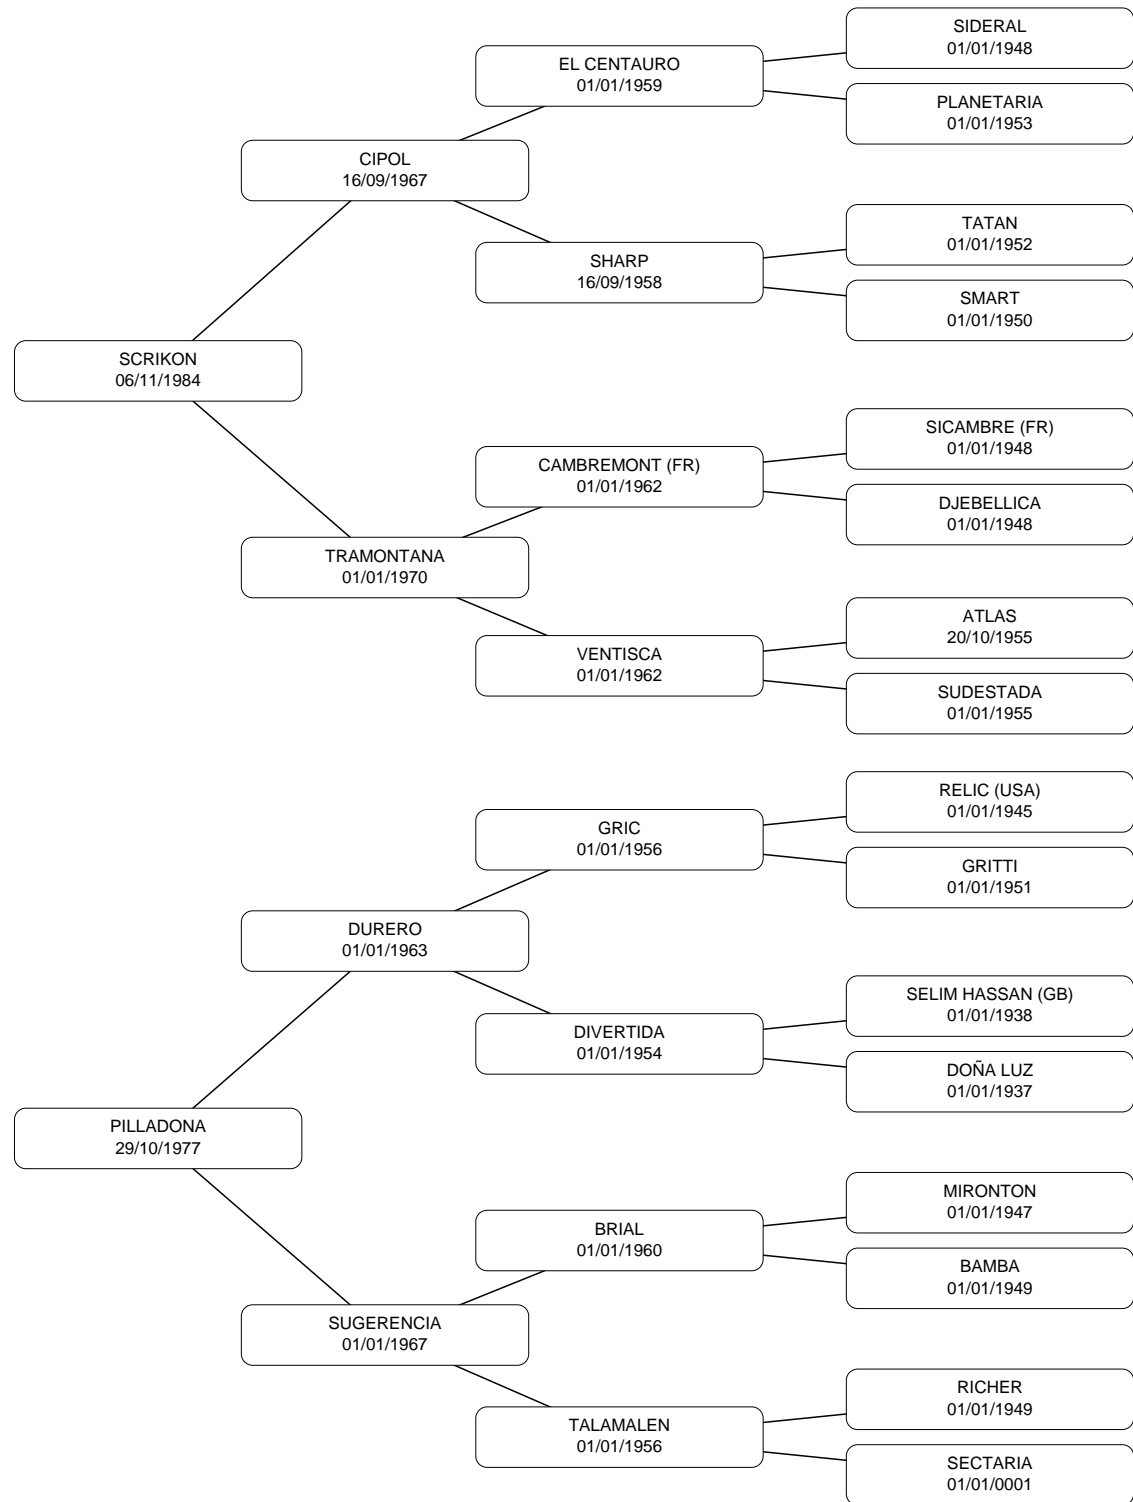 SIDERAL
01/01/1948
EL CENTAURO
01/01/1959
PLANETARIA
01/01/1953
CIPOL
16/09/1967
TATAN
01/01/1952
SHARP
16/09/1958
SMART
01/01/1950
SCRIKON
06/11/1984
SICAMBRE (FR)
01/01/1948
CAMBREMONT (FR)
01/01/1962
DJEBELLICA
01/01/1948
TRAMONTANA
01/01/1970
ATLAS
20/10/1955
VENTISCA
01/01/1962
SUDESTADA
01/01/1955
RELIC (USA)
01/01/1945
GRIC
01/01/1956
GRITTI
01/01/1951
DURERO
01/01/1963
SELIM HASSAN (GB)
01/01/1938
DIVERTIDA
01/01/1954
DOÑA LUZ
01/01/1937
PILLADONA
29/10/1977
MIRONTON
01/01/1947
BRIAL
01/01/1960
BAMBA
01/01/1949
SUGERENCIA
01/01/1967
RICHER
01/01/1949
TALAMALEN
01/01/1956
SECTARIA
01/01/0001